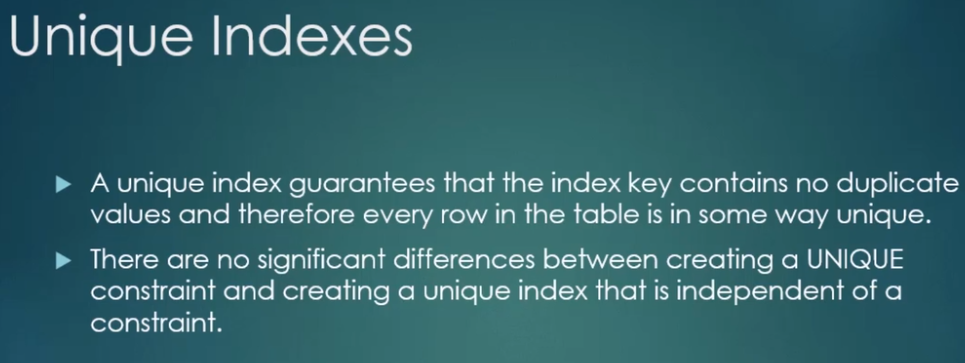 Unique Indexes
A unique index guarantees that the index key contains no duplicate
values and therefore every row in the table is in some way unique.
There are no significant differences between creating a UNIQUE
constraint and creating a unique index that is independent of a
constraint.